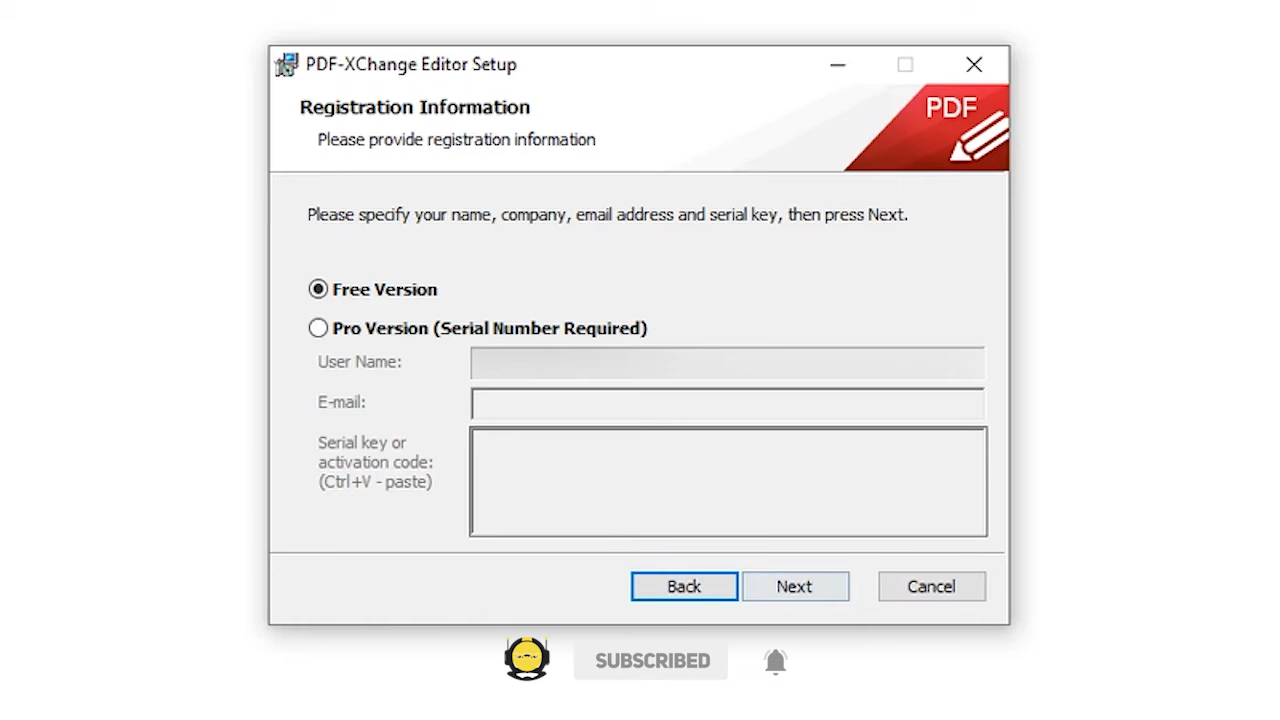 PDF-XChange Editor Setup
Registration Information
PDF
Please provide registration information
Please specify your name, company, email address and serial key, then press Next.
Free Version
Pro Version (Serial Number Required)
User Name:
E-mail:
Serial key or
activation code:
(Ctrl+V - paste)
Back Next Cancel
SUBSCRIBED